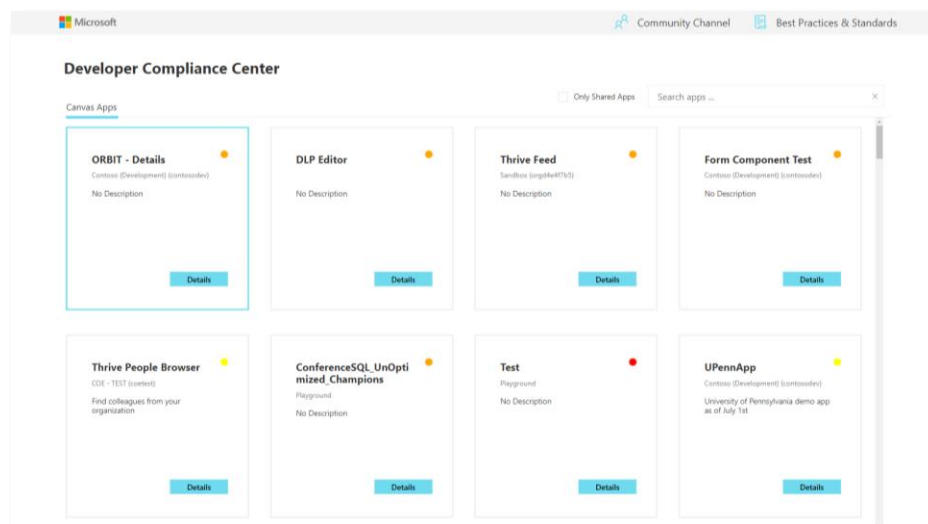 Microsoft
Community Channel
Best Practices & Standards
Developer Compliance Center
Canvas Apps
Only Shared Apps
Search apps ...
ORBIT - Details
Contoso (Development) (contosodev)
No Description
Details
DLP Editor
No Description
Details
Thrive Feed
Sandbox (orgd4e4f7b5)
No Description
Details
Form Component Test
Contoso (Development) (contosodev)
No Description
Details
Thrive People Browser
COE - TEST (coetest)
Find colleagues from your
organization
Details
ConferenceSQL_UnOpti
mized_Champions
Playground
No Description
Details
Test
Playground
No Description
Details
UPennApp
Contoso (Development) (contosodev)
University of Pennsylvania demo app
as of July 1st
Details